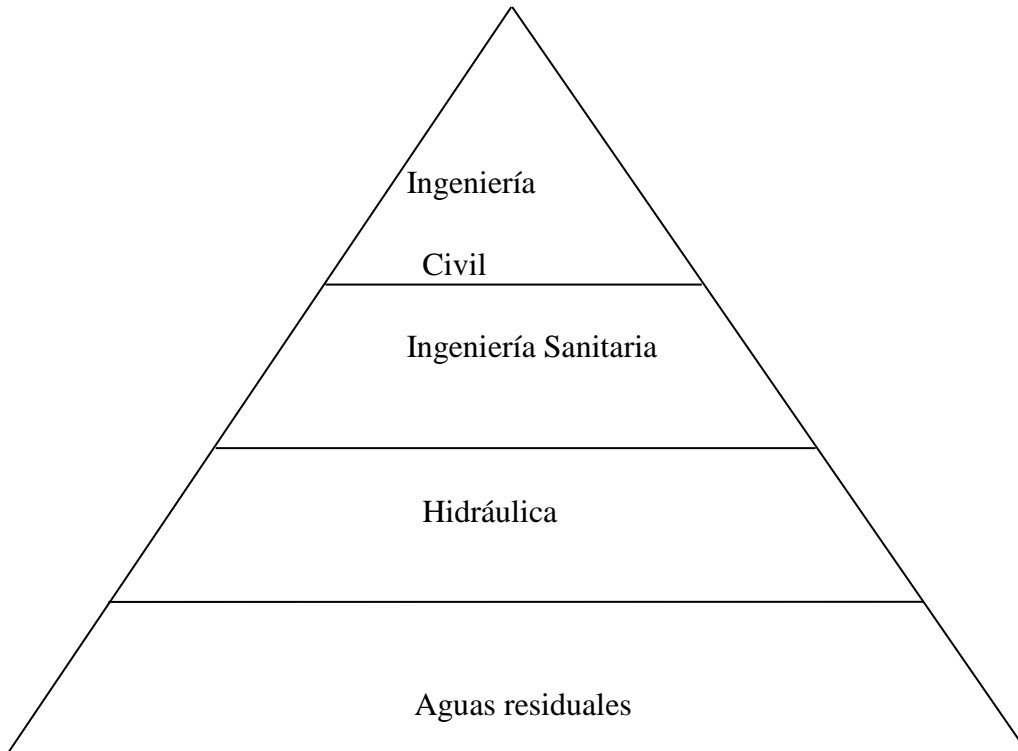 Ingeniería
Civil
Ingeniería Sanitaria
Hidráulica
Aguas residuales